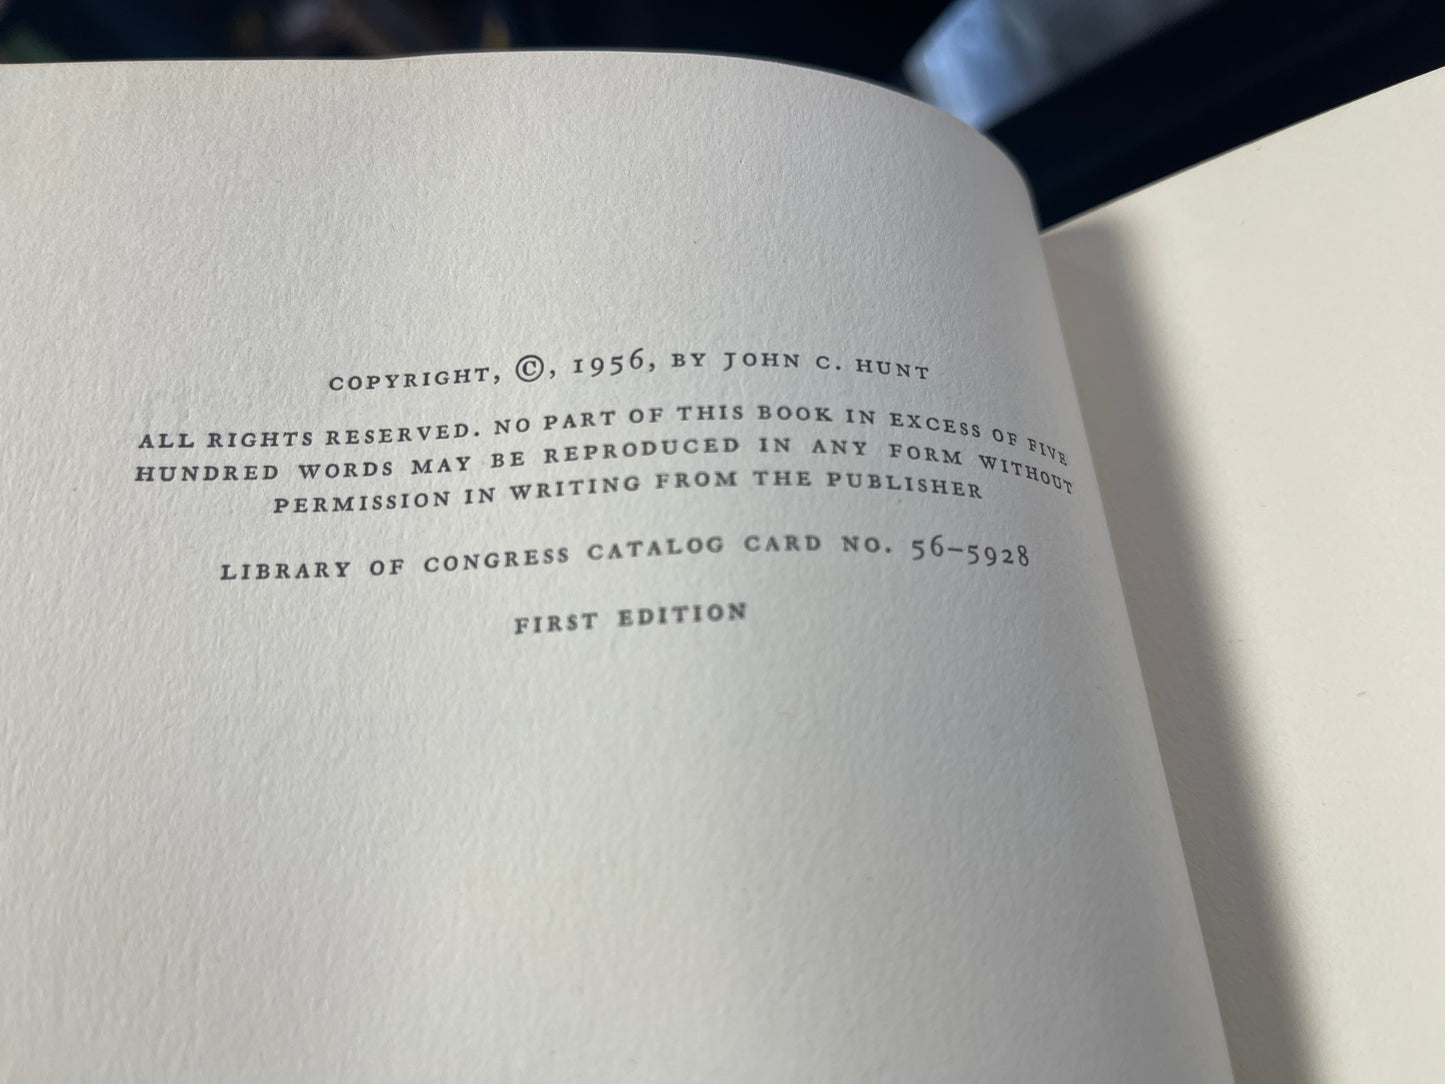 COPYRIGHT, ©, 1956, BY JOHN C. HUNT
ALL RIGHTS RESERVED. NO PART OF THIS BOOK IN EXCESS OF FIVE
HUNDRED WORDS MAY BE REPRODUCED IN ANY FORM WITHOUT
PERMISSION IN WRITING FROM THE PUBLISHER
LIBRARY OF CONGRESS CATALOG CARD NO. 56–5928
FIRST EDITION